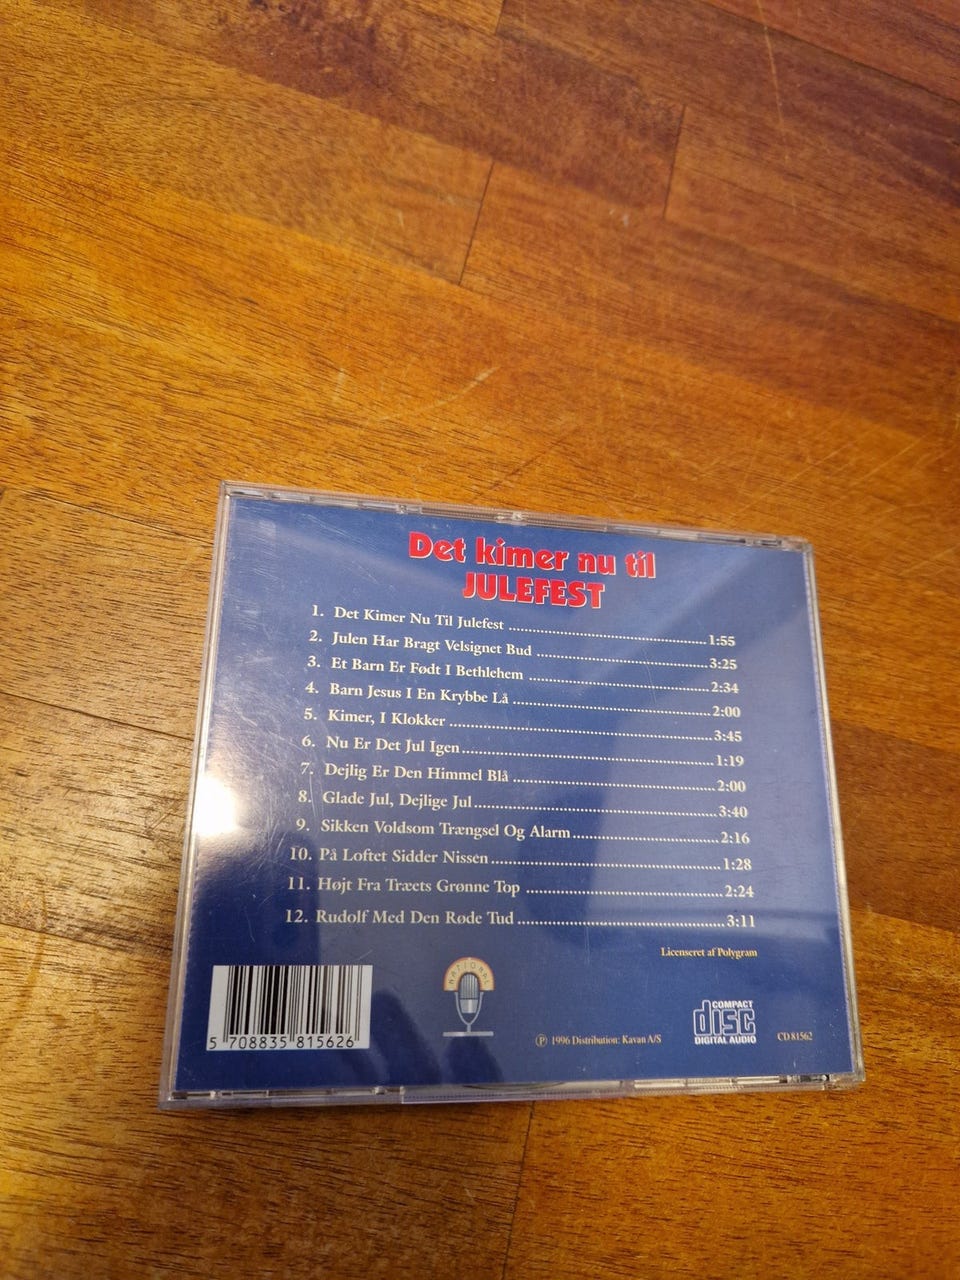 Det kimer nu til
JULEFEST
1. Det Kimer Nu Til Julefest ........................................ 1:55
2. Julen Har Bragt Velsignet Bud ........................................ 3:25
3. Et Barn Er Født I Bethlehem ........................................ 2:34
4. Barn Jesus I En Krybbe Lå ........................................ 2:00
5. Kimer, I Klokker ........................................ 3:45
6. Nu Er Det Jul Igen ........................................ 1:19
7. Dejlig Er Den Himmel Blå ........................................ 2:00
8. Glade Jul, Dejlige Jul ........................................ 3:40
9. Sikken Voldsom Trængsel Og Alarm ........................................ 2:16
10. På Loftet Sidder Nissen ........................................ 1:28
11. Højt Fra Træets Grønne Top ........................................ 2:24
12. Rudolf Med Den Røde Tud ........................................ 3:11
Licenseret af Polygram
NATIONAL
5 708835 815626
℗ 1996 Distribution: Kavan A/S
COMPACT
disc
DIGITAL AUDIO
CD 81562